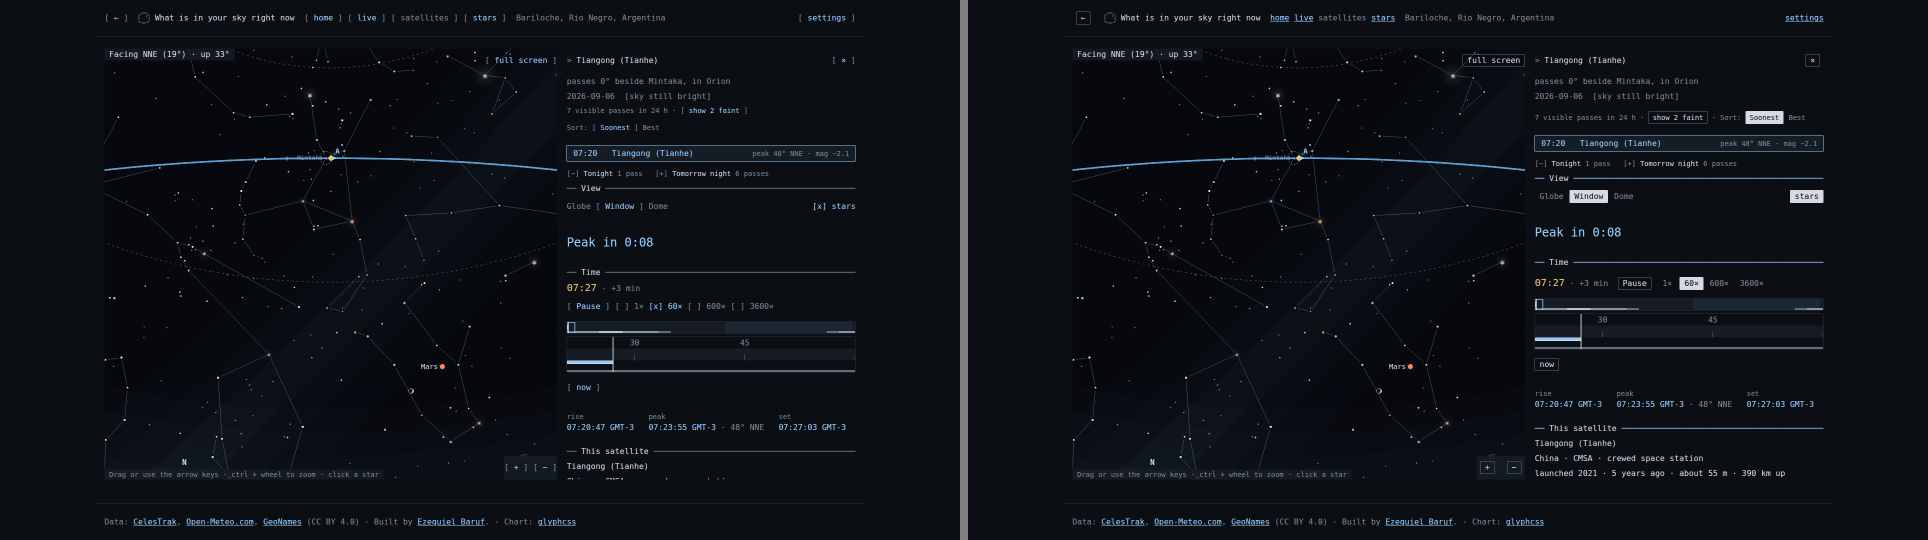 [ ← ] What is in your sky right now [ home ] [ live ] [ satellites ] [ stars ] Bariloche, Rio Negro, Argentina [ settings ]
Facing NNE (19°) · up 33°
[ full screen ]
Mintaka
A
Mars
N
[ + ] [ − ]
Drag or use the arrow keys · ctrl + wheel to zoom · click a star
> Tiangong (Tianhe) [ × ]
passes 0° beside Mintaka, in Orion
2026-09-06 [sky still bright]
7 visible passes in 24 h · [ show 2 faint ]
Sort: [ Soonest ] Best
07:20 Tiangong (Tianhe) peak 48° NNE · mag −2.1
[−] Tonight 1 pass [+] Tomorrow night 6 passes
View
Globe [ Window ] Dome [x] stars
Peak in 0:08
Time
07:27 · +3 min
[ Pause ] [ ] 1× [x] 60× [ ] 600× [ ] 3600×
30 45
[ now ]
rise peak set
07:20:47 GMT-3 07:23:55 GMT-3 · 48° NNE 07:27:03 GMT-3
This satellite
Tiangong (Tianhe)
Data: CelesTrak, Open-Meteo.com, GeoNames (CC BY 4.0) · Built by Ezequiel Baruf. · Chart: glyphcss
← What is in your sky right now home live satellites stars Bariloche, Rio Negro, Argentina settings
Facing NNE (19°) · up 33°
full screen
Mintaka
A
Mars
N
+ −
Drag or use the arrow keys · ctrl + wheel to zoom · click a star
> Tiangong (Tianhe) ×
passes 0° beside Mintaka, in Orion
2026-09-06 [sky still bright]
7 visible passes in 24 h · show 2 faint · Sort: Soonest Best
07:20 Tiangong (Tianhe) peak 48° NNE · mag −2.1
[−] Tonight 1 pass [+] Tomorrow night 6 passes
View
Globe Window Dome stars
Peak in 0:08
Time
07:27 · +3 min Pause 1× 60× 600× 3600×
30 45
now
rise peak set
07:20:47 GMT-3 07:23:55 GMT-3 · 48° NNE 07:27:03 GMT-3
This satellite
Tiangong (Tianhe)
China · CMSA · crewed space station
launched 2021 · 5 years ago · about 55 m · 390 km up
Data: CelesTrak, Open-Meteo.com, GeoNames (CC BY 4.0) · Built by Ezequiel Baruf. · Chart: glyphcss